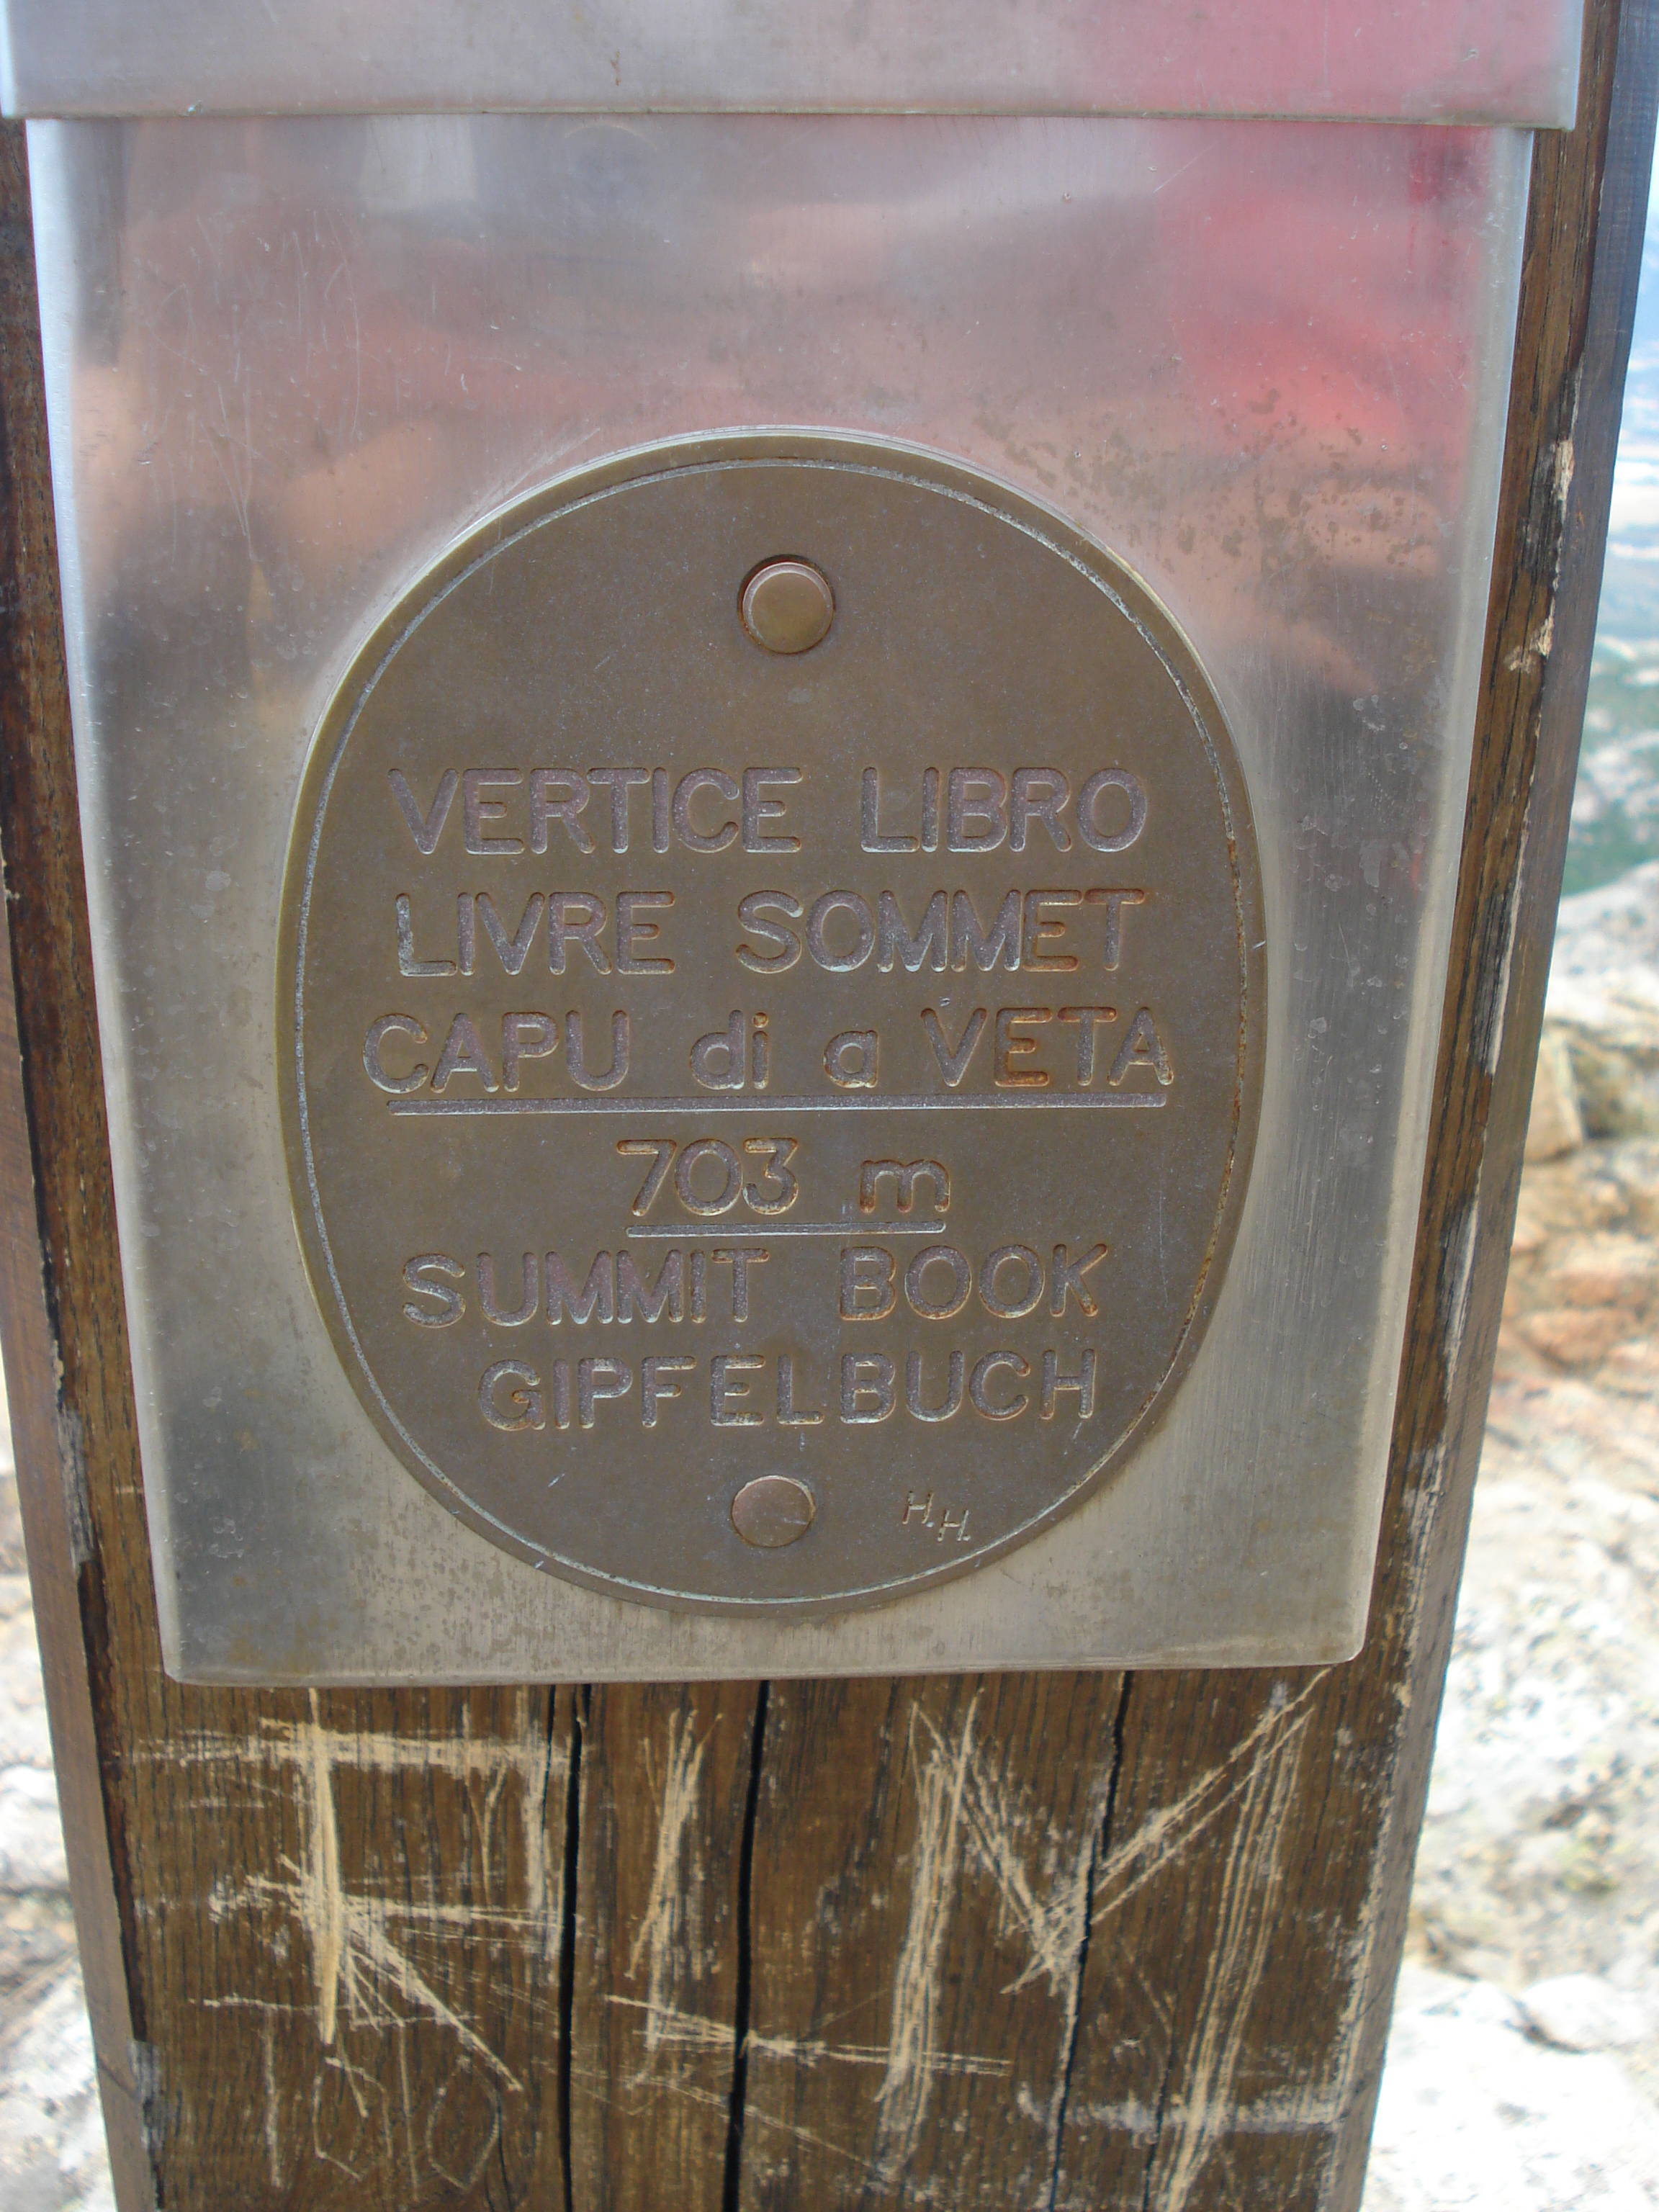 VERTICE LIBRO
LIVRE SOMMET
CAPU di a VETA
703 m
SUMMIT BOOK
GIPFELBUCH
H.H.